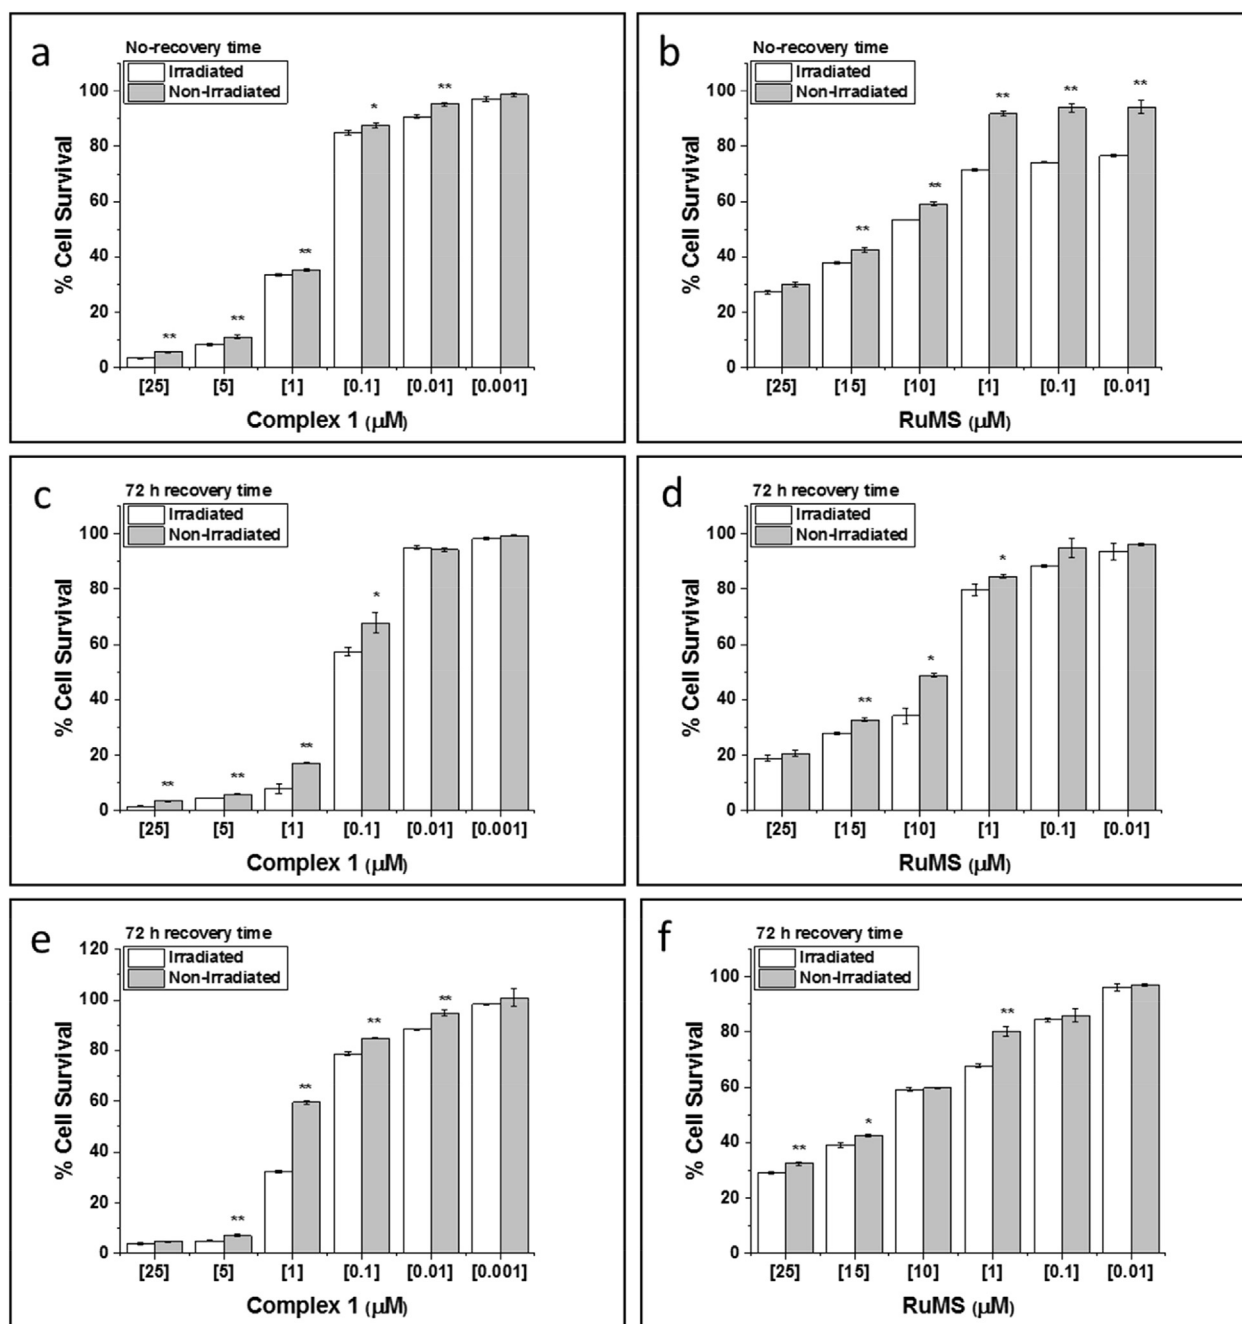 a
No-recovery time
Irradiated
Non-Irradiated
% Cell Survival
100
80
60
40
20
0
** ** ** * **
[25] [5] [1] [0.1] [0.01] [0.001]
Complex 1 (μM)
b
No-recovery time
Irradiated
Non-Irradiated
% Cell Survival
100
80
60
40
20
0
** ** ** ** **
[25] [15] [10] [1] [0.1] [0.01]
RuMS (μM)
c
72 h recovery time
Irradiated
Non-Irradiated
% Cell Survival
100
80
60
40
20
0
** ** ** *
[25] [5] [1] [0.1] [0.01] [0.001]
Complex 1 (μM)
d
72 h recovery time
Irradiated
Non-Irradiated
% Cell Survival
100
80
60
40
20
0
** * *
[25] [15] [10] [1] [0.1] [0.01]
RuMS (μM)
e
72 h recovery time
Irradiated
Non-Irradiated
% Cell Survival
120
100
80
60
40
20
0
** ** ** **
[25] [5] [1] [0.1] [0.01] [0.001]
Complex 1 (μM)
f
72 h recovery time
Irradiated
Non-Irradiated
% Cell Survival
100
80
60
40
20
0
** * **
[25] [15] [10] [1] [0.1] [0.01]
RuMS (μM)